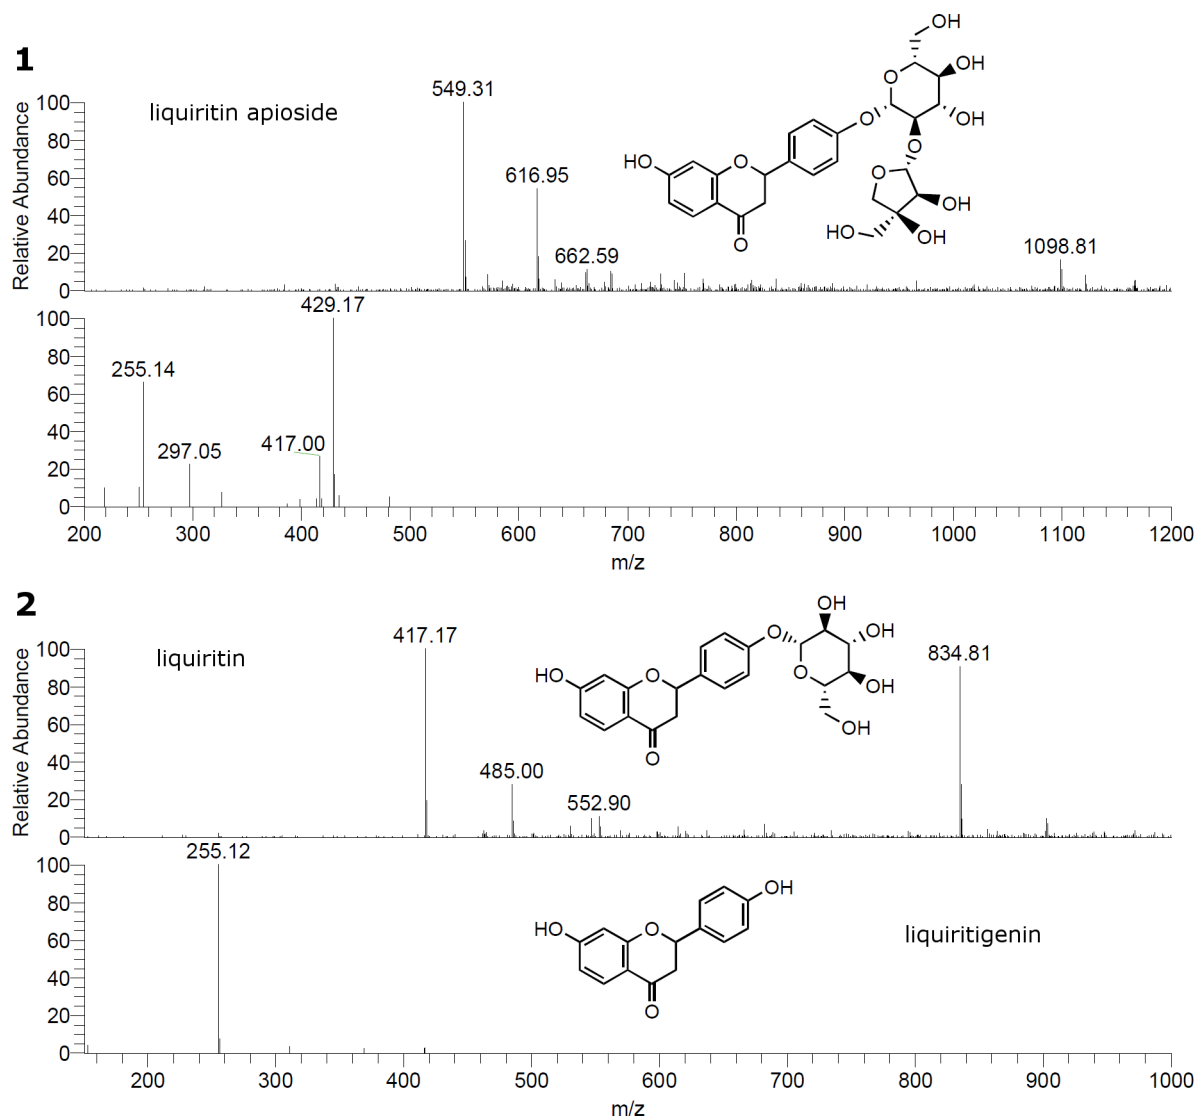 1
liquiritin apioside
549.31
616.95
662.59
1098.81
Relative Abundance
100
80
60
40
20
0
OH
O
OH
OH
O
O
O
OH
OH
HO
HO
O
O
429.17
255.14
297.05
417.00
100
80
60
40
20
0
200 300 400 500 600 700 800 900 1000 1100 1200
m/z
2
liquiritin
417.17
485.00
552.90
834.81
Relative Abundance
100
80
60
40
20
0
OH
O
OH
O
OH
OH
HO
O
O
255.12
100
80
60
40
20
0
OH
HO
O
O
liquiritigenin
200 300 400 500 600 700 800 900 1000
m/z